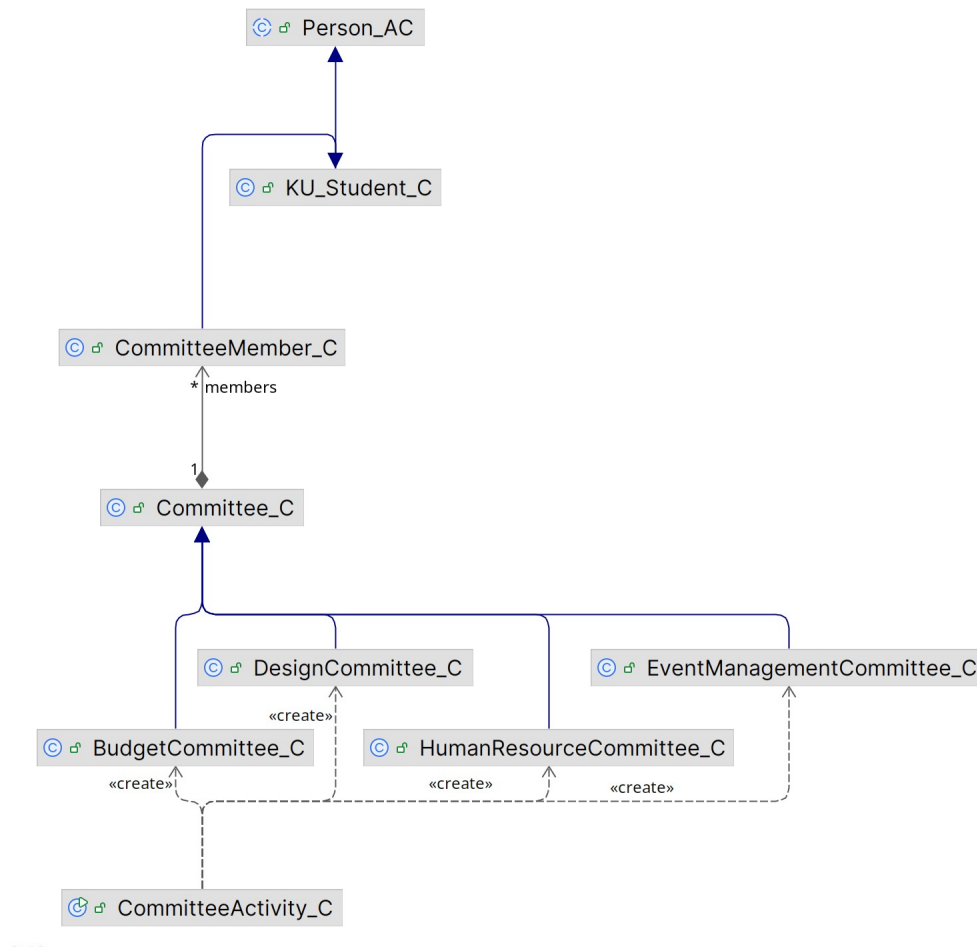 Person_AC
KU_Student_C
CommitteeMember_C
* members
1
Committee_C
DesignCommittee_C
EventManagementCommittee_C
«create»
BudgetCommittee_C
HumanResourceCommittee_C
«create»
«create»
«create»
CommitteeActivity_C